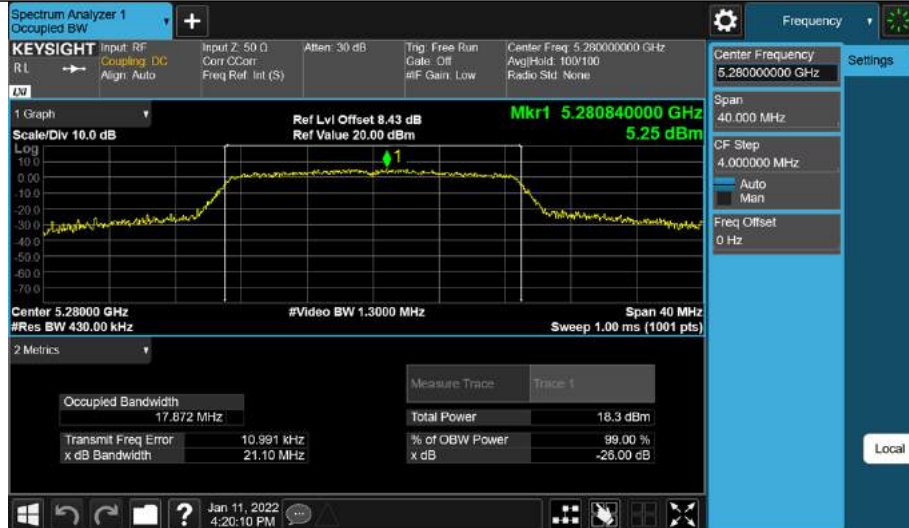 Spectrum Analyzer 1
Occupied BW
Frequency
KEYSIGHT
RL
LXI
Input: RF
Coupling: DC
Align: Auto
Input Z: 50 Ω
Corr CCorr
Freq Ref: Int (S)
Atten: 30 dB
Trig: Free Run
Gate: Off
#IF Gain: Low
Center Freq: 5.280000000 GHz
Avg|Hold: 100/100
Radio Std: None
Center Frequency
5.280000000 GHz
Settings
Span
40.000 MHz
CF Step
4.000000 MHz
Auto
Man
Freq Offset
0 Hz
Local
1 Graph
Scale/Div 10.0 dB
Ref Lvl Offset 8.43 dB
Ref Value 20.00 dBm
Mkr1 5.280840000 GHz
5.25 dBm
Log
10.0
0.00
-10.0
-20.0
-30.0
-40.0
-50.0
-60.0
-70.0
1
Center 5.28000 GHz
#Video BW 1.3000 MHz
Span 40 MHz
#Res BW 430.00 kHz
Sweep 1.00 ms (1001 pts)
2 Metrics
Measure Trace
Trace 1
Occupied Bandwidth
17.872 MHz
Total Power
18.3 dBm
Transmit Freq Error
10.991 kHz
% of OBW Power
99.00 %
x dB Bandwidth
21.10 MHz
x dB
-26.00 dB
?
Jan 11, 2022
4:20:10 PM